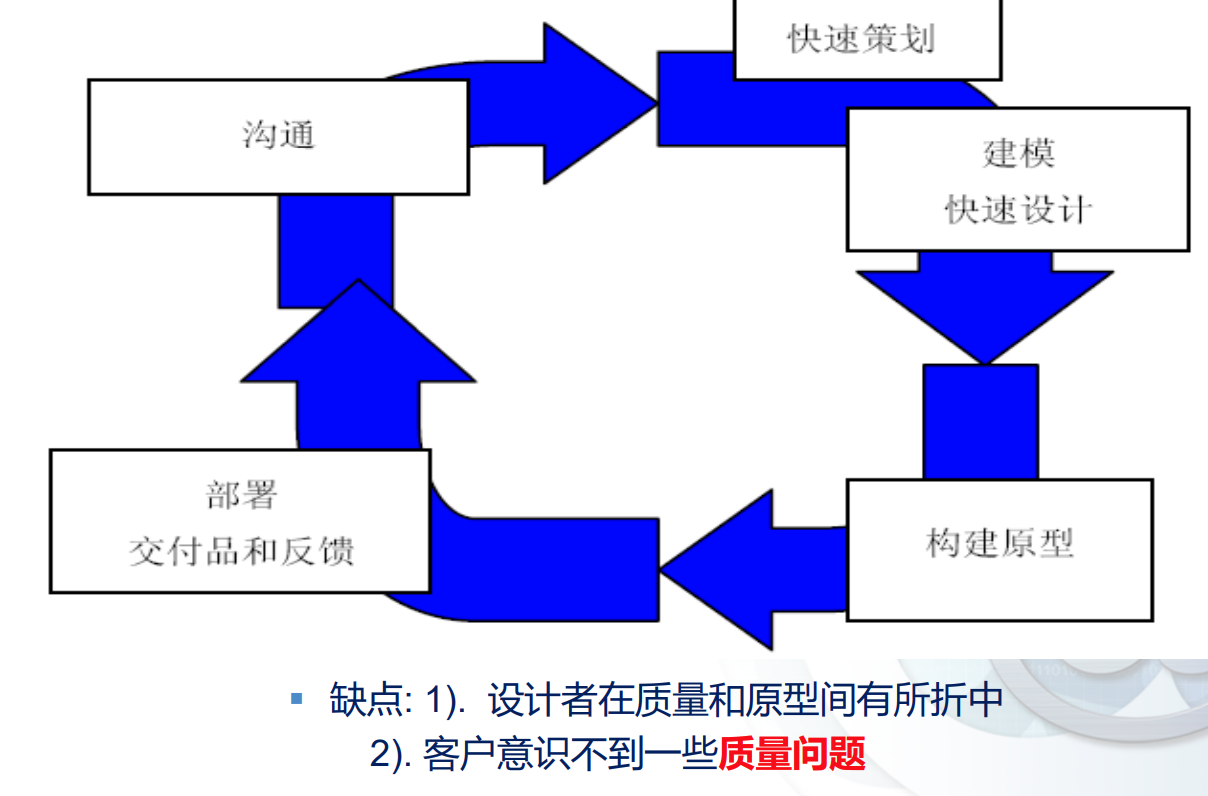 快速策划
沟通
建模
快速设计
部署
交付品和反馈
构建原型
▪ 缺点: 1). 设计者在质量和原型间有所折中
2). 客户意识不到一些质量问题